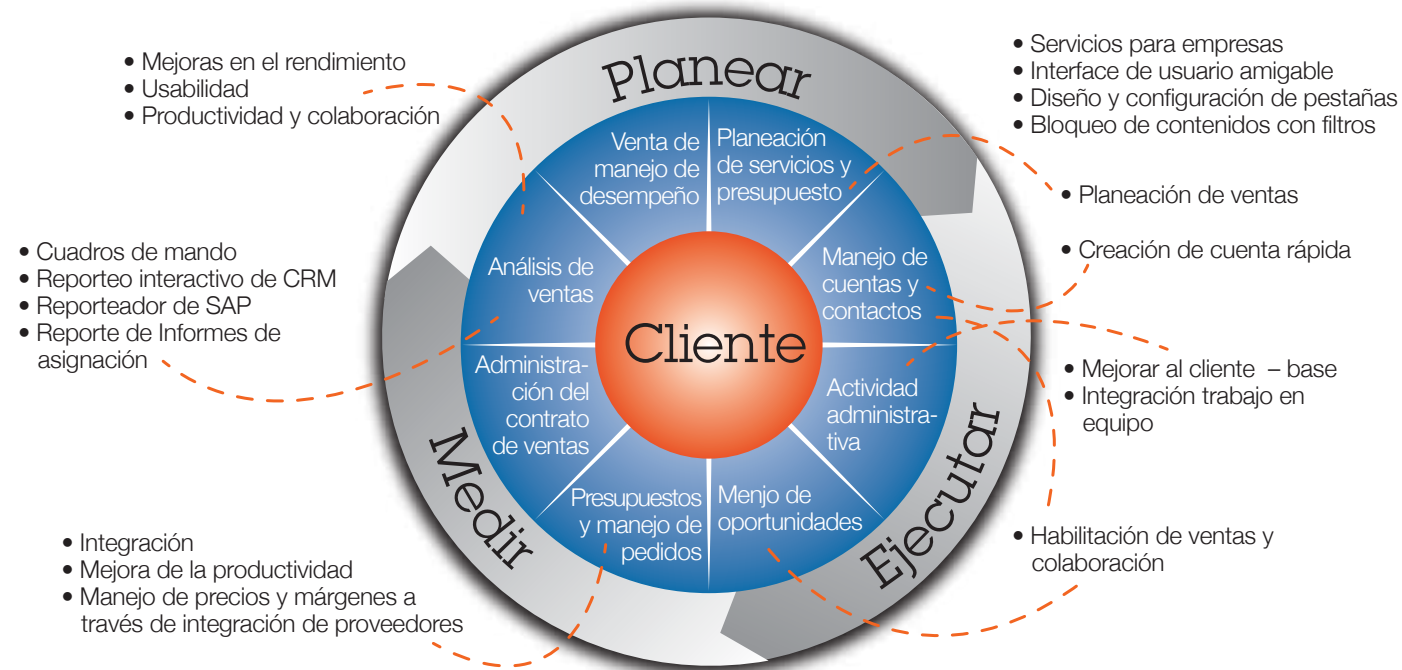 • Mejoras en el rendimiento
• Usabilidad
• Productividad y colaboración
• Servicios para empresas
• Interface de usuario amigable
• Diseño y configuración de pestañas
• Bloqueo de contenidos con filtros
Planear
Venta de
manejo de
desempeño
Planeación
de servicios y
presupuesto
• Planeación de ventas
• Creación de cuenta rápida
• Cuadros de mando
• Reporteo interactivo de CRM
• Reporteador de SAP
• Reporte de Informes de
asignación
Análisis de
ventas
Manejo de
cuentas y
contactos
Cliente
Administra-
ción del
contrato
de ventas
Actividad
administra-
tiva
• Mejorar al cliente – base
• Integración trabajo en
equipo
Medir
Presupuestos
y manejo de
pedidos
Menjo de
oportunidades
Ejecutar
• Habilitación de ventas y
colaboración
• Integración
• Mejora de la productividad
• Manejo de precios y márgenes a
través de integración de proveedores